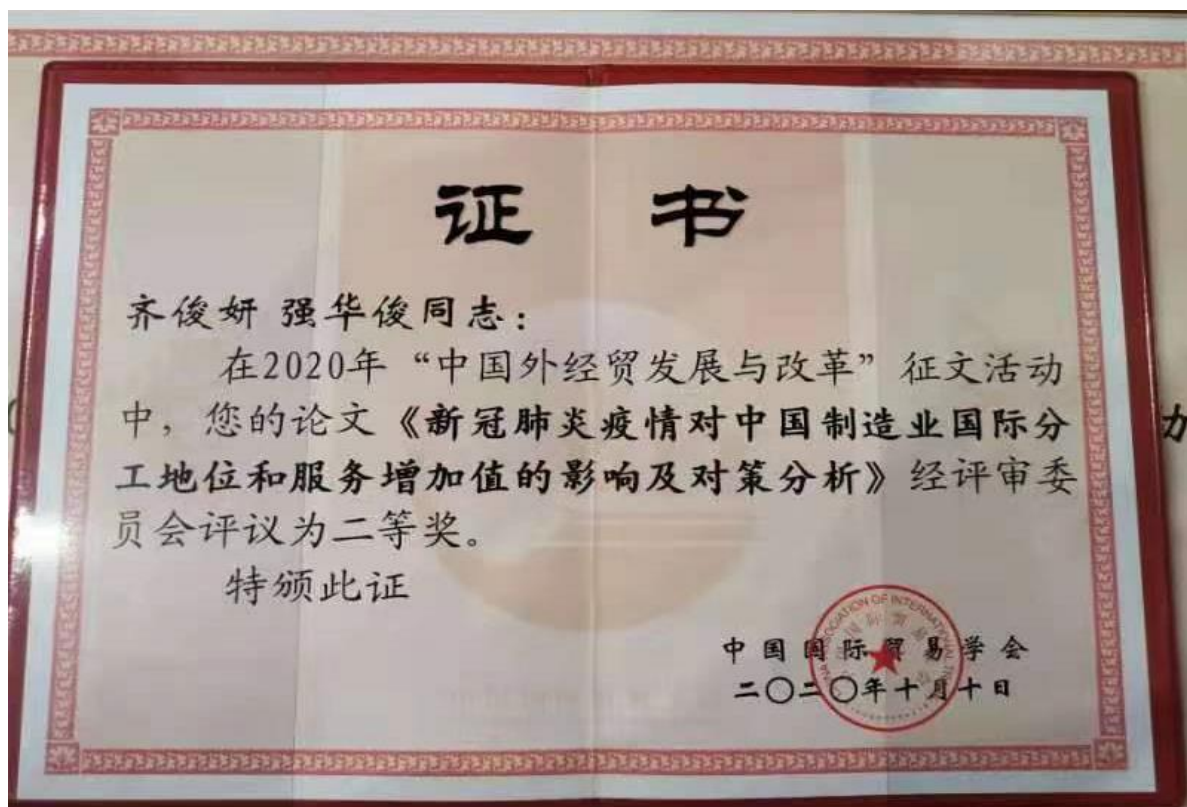 证 书
齐俊妍 强华俊同志：
在2020年“中国外经贸发展与改革”征文活动
中，您的论文《新冠肺炎疫情对中国制造业国际分
工地位和服务增加值的影响及对策分析》经评审委
员会评议为二等奖。
特颁此证
中国国际贸易学会
二〇二〇年十月十日